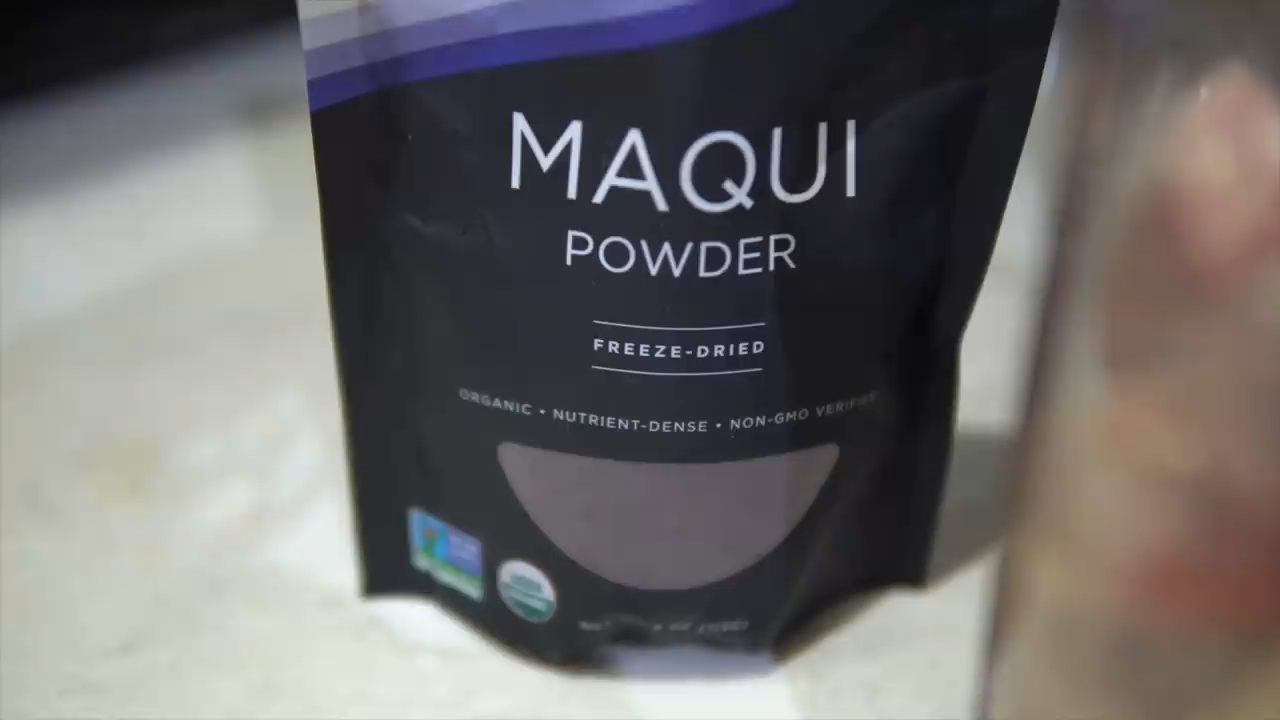 MAQUI
POWDER
FREEZE-DRIED
ORGANIC • NUTRIENT-DENSE • NON-GMO VERIFIED